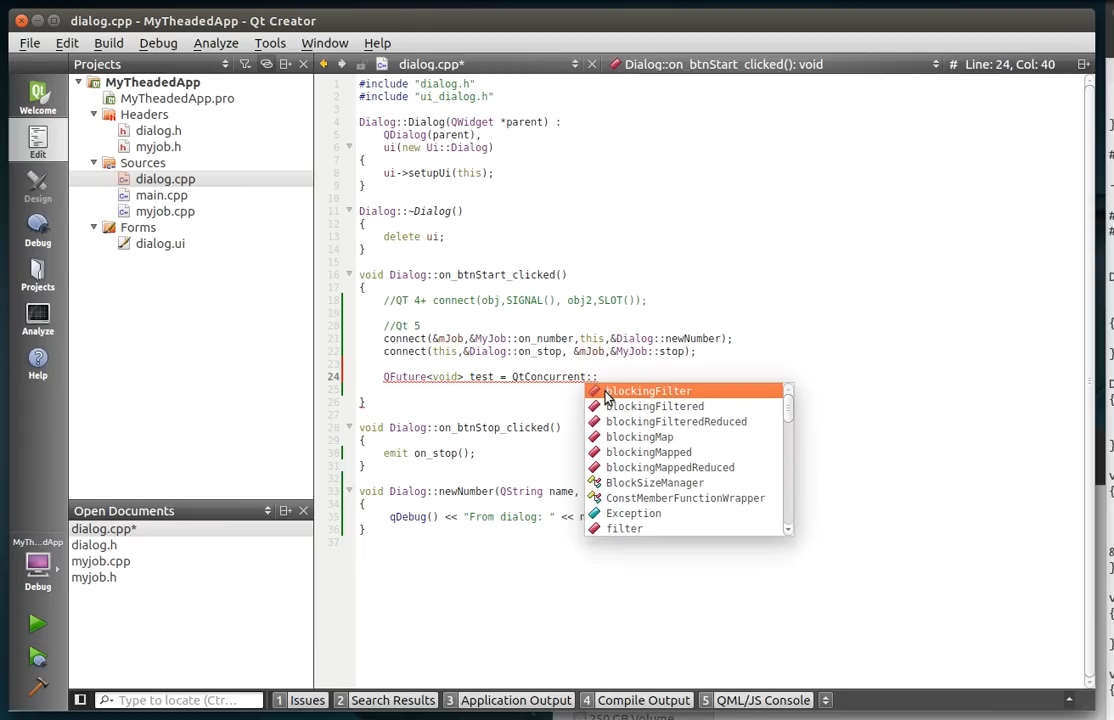 dialog.cpp - MyTheadedApp - Qt Creator
File Edit Build Debug Analyze Tools Window Help
Projects
dialog.cpp*
Dialog::on_btnStart_clicked(): void
# Line: 24, Col: 40
Welcome
Edit
Design
Debug
Projects
Analyze
Help
MyTheadedApp
MyTheadedApp.pro
Headers
dialog.h
myjob.h
Sources
dialog.cpp
main.cpp
myjob.cpp
Forms
dialog.ui
Open Documents
dialog.cpp*
dialog.h
myjob.cpp
myjob.h
MyTh...dApp
Debug
1 #include "dialog.h"
2 #include "ui_dialog.h"
3
4 Dialog::Dialog(QWidget *parent) :
5 QDialog(parent),
6 ui(new Ui::Dialog)
7 {
8 ui->setupUi(this);
9 }
10
11 Dialog::~Dialog()
12 {
13 delete ui;
14 }
15
16 void Dialog::on_btnStart_clicked()
17 {
18 //QT 4+ connect(obj,SIGNAL(), obj2,SLOT());
19
20 //Qt 5
21 connect(&mJob,&MyJob::on_number,this,&Dialog::newNumber);
22 connect(this,&Dialog::on_stop, &mJob,&MyJob::stop);
23
24 QFuture<void> test = QtConcurrent::
25
26 }
27
28 void Dialog::on_btnStop_clicked()
29 {
30 emit on_stop();
31 }
32
33 void Dialog::newNumber(QString name,
34 {
35 qDebug() << "From dialog: " <<
36 }
37
blockingFilter
blockingFiltered
blockingFilteredReduced
blockingMap
blockingMapped
blockingMappedReduced
BlockSizeManager
ConstMemberFunctionWrapper
Exception
filter
Type to locate (Ctr...
1 Issues 2 Search Results 3 Application Output 4 Compile Output 5 QML/JS Console